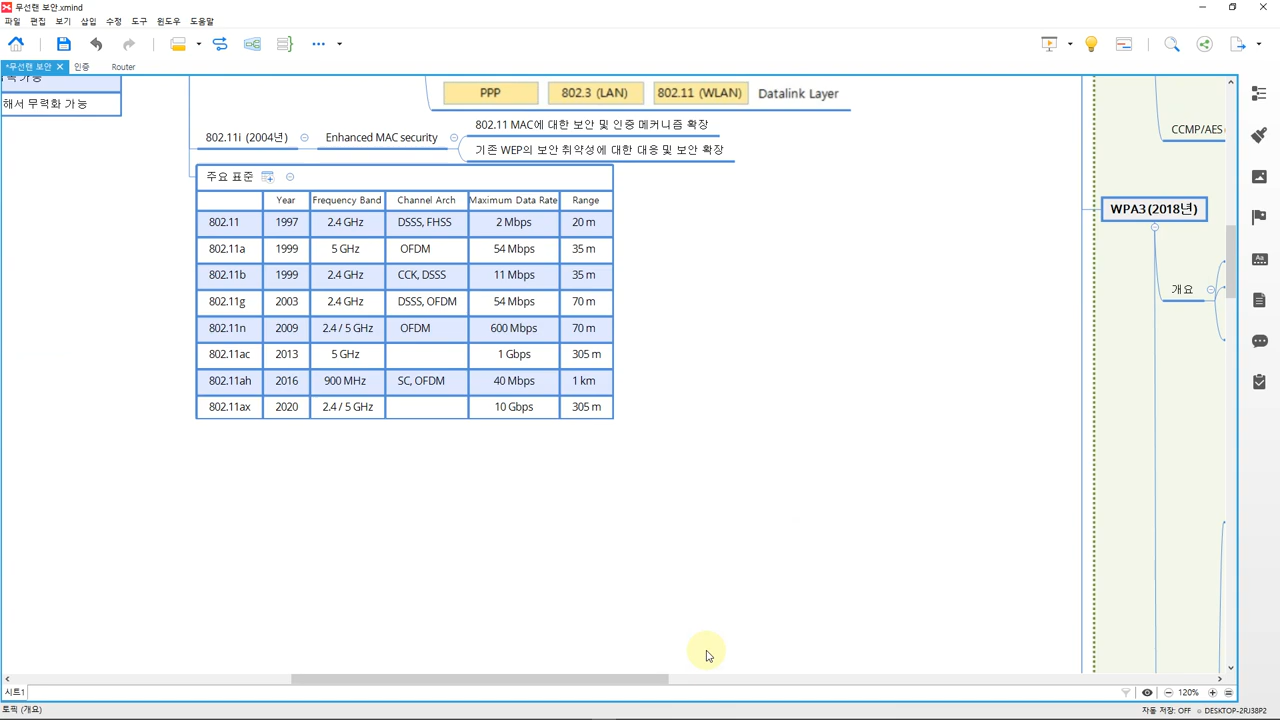 무선랜 보안.xmind
파일 편집 보기 삽입 수정 도구 윈도우 도움말
*무선랜 보안 인증 Router
해서 무력화 가능
PPP 802.3 (LAN) 802.11 (WLAN) Datalink Layer
802.11i (2004년) Enhanced MAC security
802.11 MAC에 대한 보안 및 인증 메커니즘 확장
기존 WEP의 보안 취약성에 대한 대응 및 보안 확장
CCMP/AES
주요 표준
Year Frequency Band Channel Arch Maximum Data Rate Range
802.11 1997 2.4 GHz DSSS, FHSS 2 Mbps 20 m
802.11a 1999 5 GHz OFDM 54 Mbps 35 m
802.11b 1999 2.4 GHz CCK, DSSS 11 Mbps 35 m
802.11g 2003 2.4 GHz DSSS, OFDM 54 Mbps 70 m
802.11n 2009 2.4 / 5 GHz OFDM 600 Mbps 70 m
802.11ac 2013 5 GHz 1 Gbps 305 m
802.11ah 2016 900 MHz SC, OFDM 40 Mbps 1 km
802.11ax 2020 2.4 / 5 GHz 10 Gbps 305 m
WPA3 (2018년)
개요
시트1
120%
토픽 (개요)
자동 저장: OFF DESKTOP-2RJ38P2